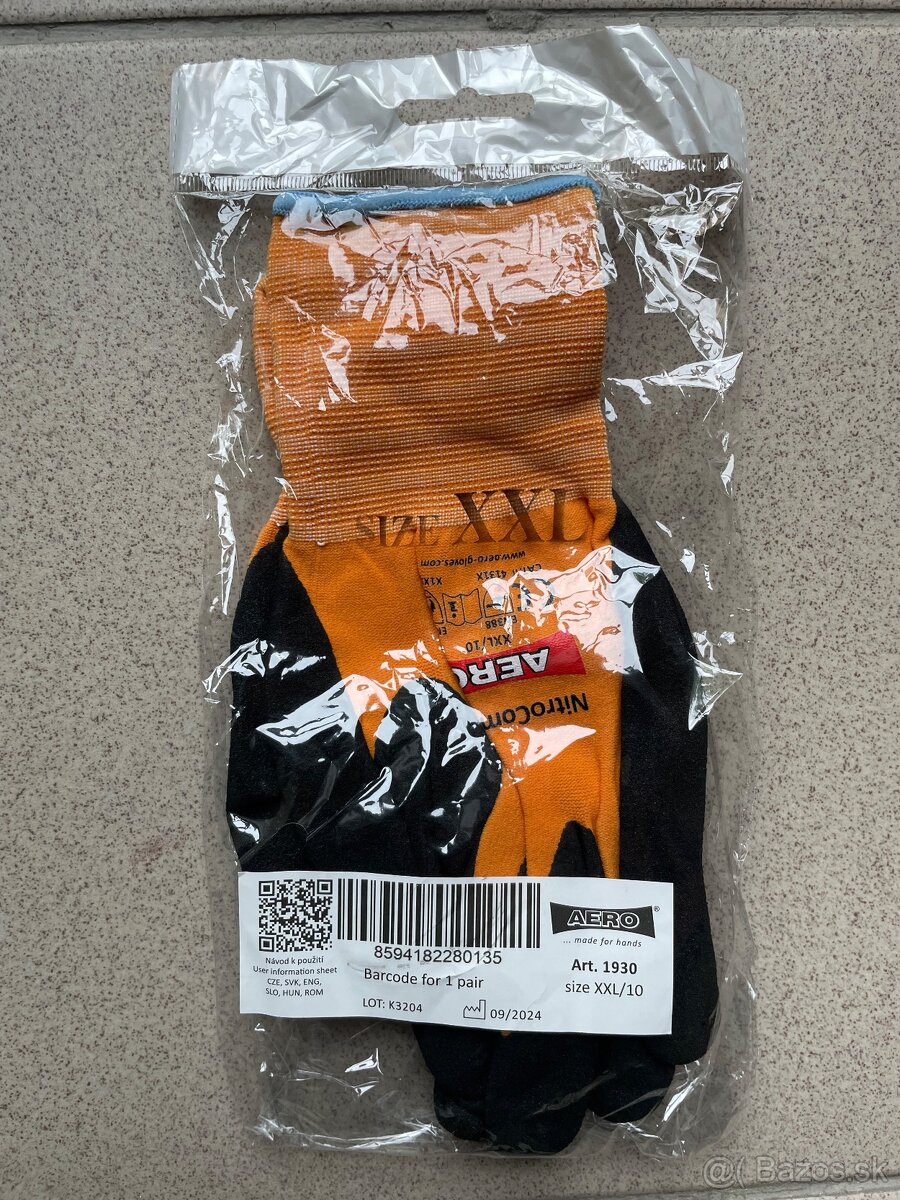 SIZE XXL
www.aero-gloves.com
4131X
EN388
XXL/10
AERO
NitroCom
8594182280135
Barcode for 1 pair
Návod k použití
User information sheet
CZE, SVK, ENG,
SLO, HUN, ROM
LOT: K3204
09/2024
AERO®
... made for hands
Art. 1930
size XXL/10
@( Bazos.sk